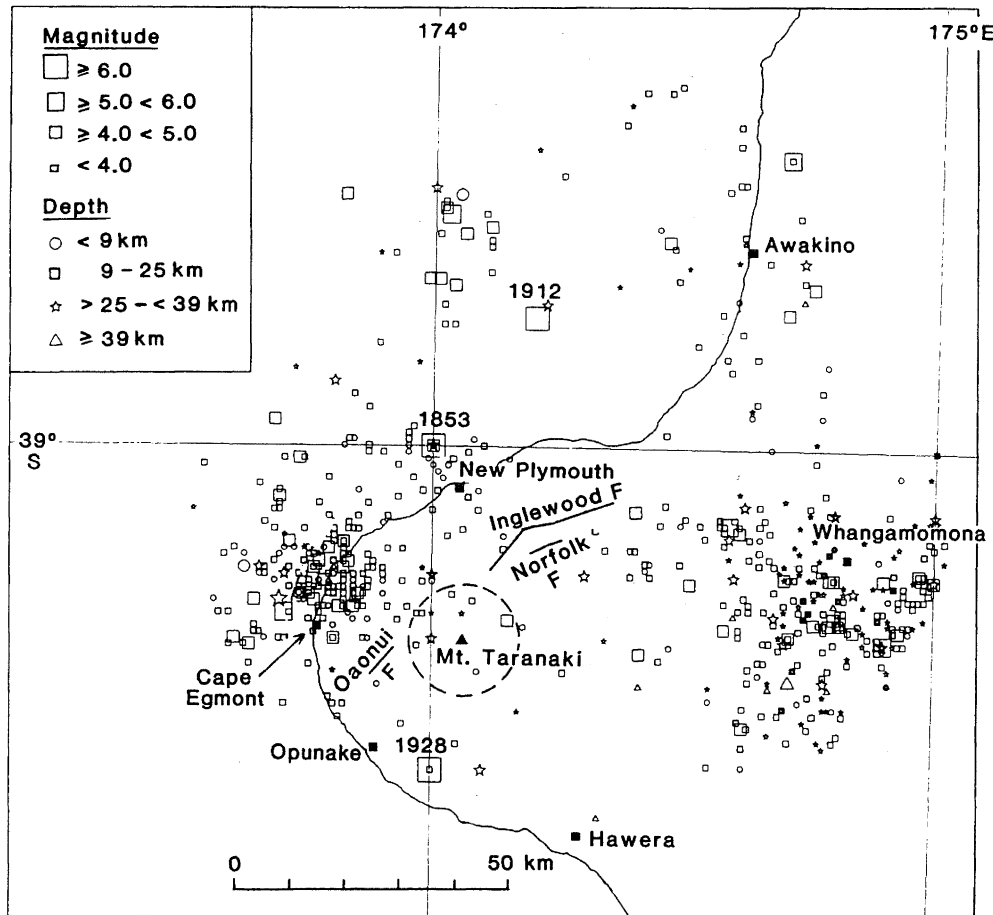 Magnitude
≥ 6.0
≥ 5.0 < 6.0
≥ 4.0 < 5.0
< 4.0
Depth
< 9 km
9 – 25 km
> 25 – < 39 km
≥ 39 km
174°
175°E
Awakino
1912
1853
39°
S
New Plymouth
Inglewood F
Norfolk
F
Whangamomona
Mt. Taranaki
Oaonui
F
Cape
Egmont
Opunake
1928
Hawera
0
50 km